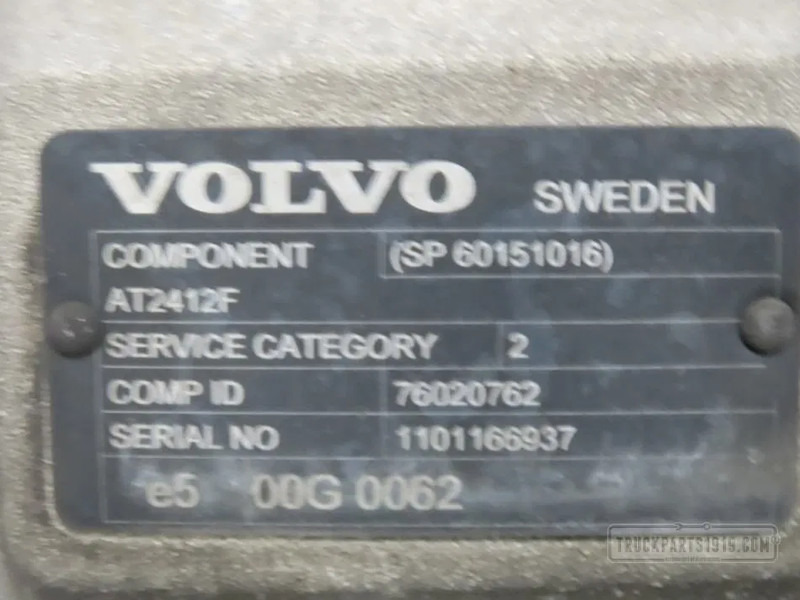 VOLVO SWEDEN
COMPONENT (SP 60151016)
AT2412F
SERVICE CATEGORY 2
COMP ID 76020762
SERIAL NO 1101166937
e5 00G 0062
TRUCKPARTS1919.COM